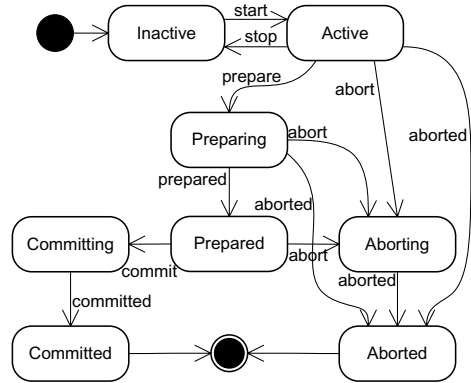 start
Inactive
Active
stop
prepare
abort
Preparing
abort
aborted
prepared
aborted
Committing
Prepared
Aborting
commit
abort
aborted
committed
Committed
Aborted